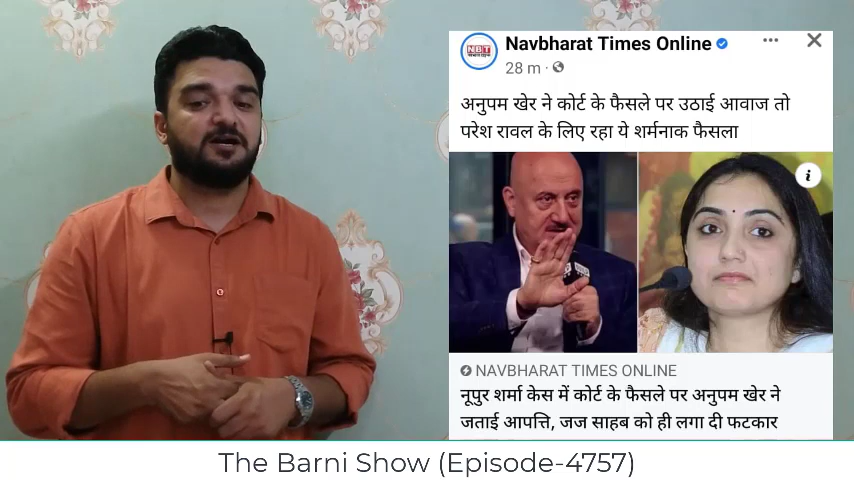 NBT
Navbharat Times Online
28 m
अनुपम खेर ने कोर्ट के फैसले पर उठाई आवाज तो
परेश रावल के लिए रहा ये शर्मनाक फैसला
NAVBHARAT TIMES ONLINE
नूपुर शर्मा केस में कोर्ट के फैसले पर अनुपम खेर ने
जताई आपत्ति, जज साहब को ही लगा दी फटकार
The Barni Show (Episode-4757)